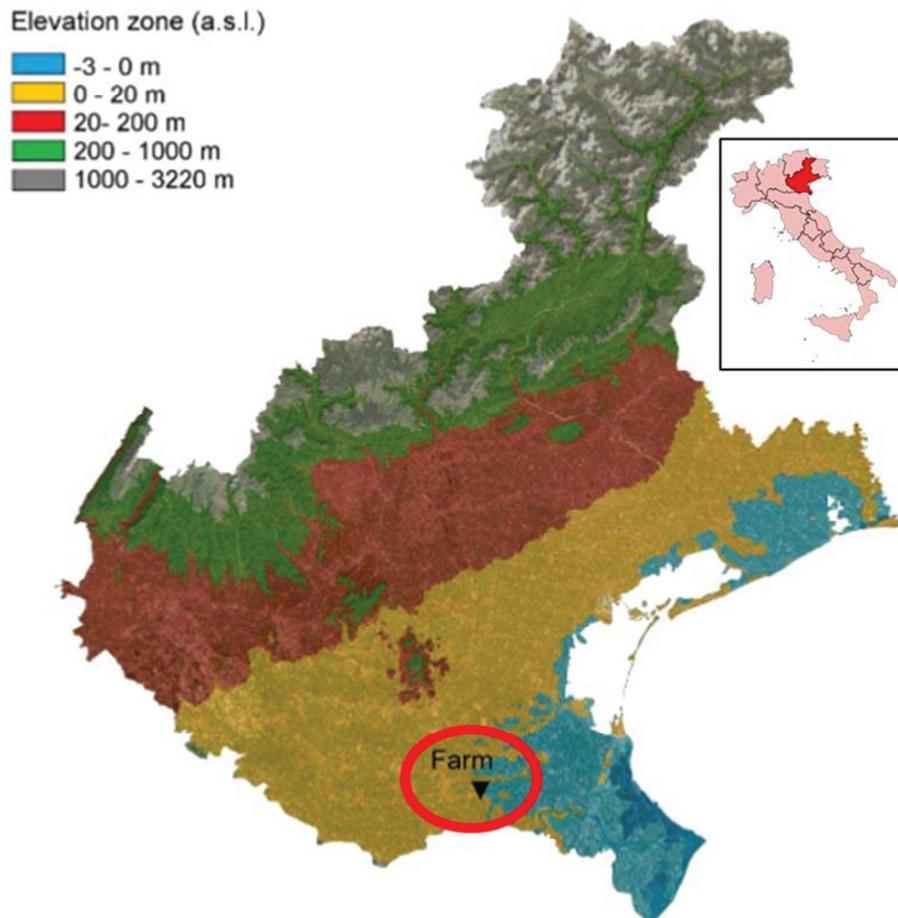 Elevation zone (a.s.l.)
-3 - 0 m
0 - 20 m
20- 200 m
200 - 1000 m
1000 - 3220 m
Farm